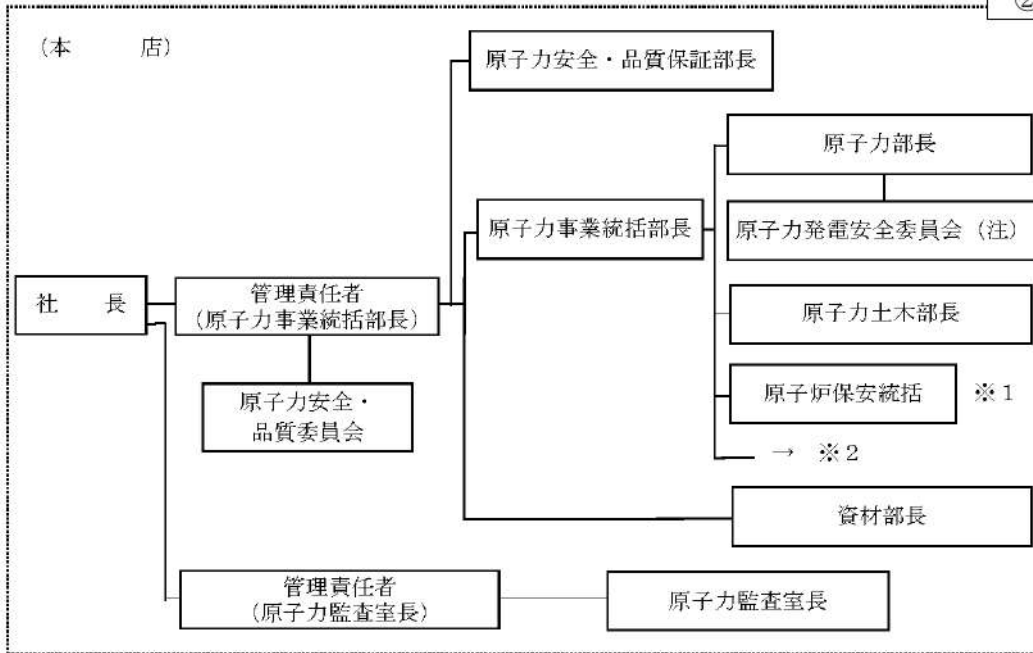 ②
(本　　店)
原子力安全・品質保証部長
原子力部長
原子力事業統括部長
原子力発電安全委員会（注）
社　　長
管理責任者
(原子力事業統括部長)
原子力土木部長
原子力安全・
品質委員会
原子炉保安統括
※１
→ ※２
資材部長
管理責任者
(原子力監査室長)
原子力監査室長